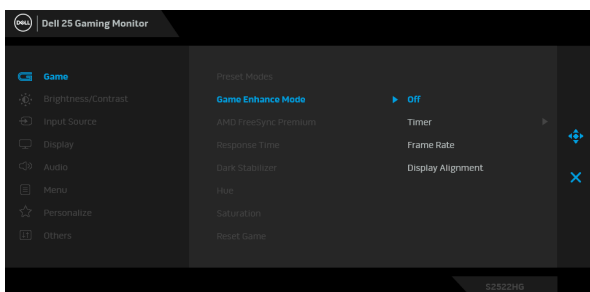 DELL
Dell 25 Gaming Monitor
Game
Brightness/Contrast
Input Source
Display
Audio
Menu
Personalize
Others
Preset Modes
Game Enhance Mode
AMD FreeSync Premium
Response Time
Dark Stabilizer
Hue
Saturation
Reset Game
Off
Timer
Frame Rate
Display Alignment
S2522HG